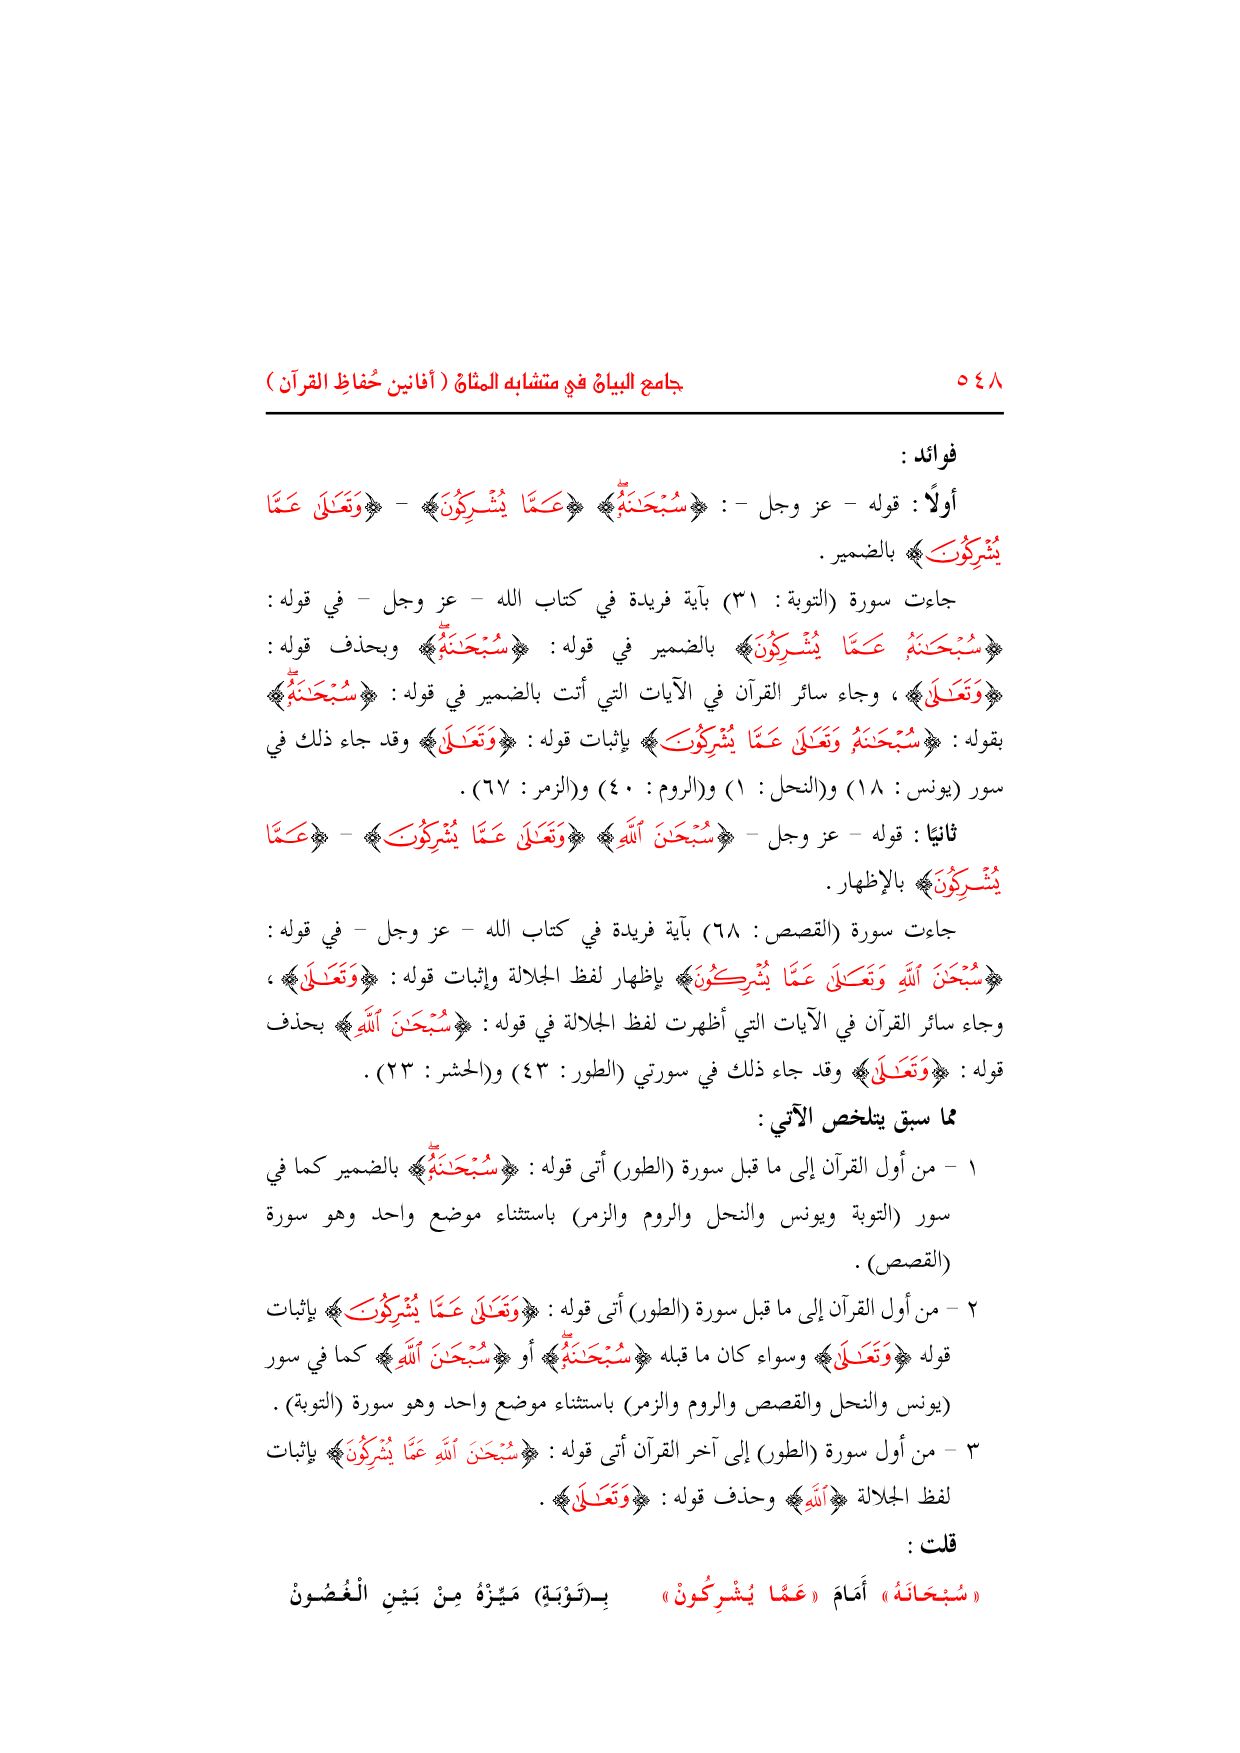 ٥٤٨ جامع البيان في متشابه المثان ( أفانين حُفاظِ القرآن )
فوائد :
أولًا : قوله – عز وجل – : ﴿سُبۡحَٰنَهُۥۖ﴾ ﴿عَمَّا يُشۡرِكُونَ﴾ – ﴿وَتَعَٰلَىٰ عَمَّا
يُشۡرِكُونَ﴾ بالضمير .
جاءت سورة (التوبة : ٣١) بآية فريدة في كتاب الله – عز وجل – في قوله :
﴿سُبۡحَٰنَهُۥ عَمَّا يُشۡرِكُونَ﴾ بالضمير في قوله : ﴿سُبۡحَٰنَهُۥۖ﴾ وبحذف قوله :
﴿وَتَعَٰلَىٰ﴾ ، وجاء سائر القرآن في الآيات التي أتت بالضمير في قوله : ﴿سُبۡحَٰنَهُۥۖ﴾
بقوله : ﴿سُبۡحَٰنَهُۥ وَتَعَٰلَىٰ عَمَّا يُشۡرِكُونَ﴾ بإثبات قوله : ﴿وَتَعَٰلَىٰ﴾ وقد جاء ذلك في
سور (يونس : ١٨) و(النحل : ١) و(الروم : ٤٠) و(الزمر : ٦٧) .
ثانيًا : قوله – عز وجل – ﴿سُبۡحَٰنَ ٱللَّهِ﴾ ﴿وَتَعَٰلَىٰ عَمَّا يُشۡرِكُونَ﴾ – ﴿عَمَّا
يُشۡرِكُونَ﴾ بالإظهار .
جاءت سورة (القصص : ٦٨) بآية فريدة في كتاب الله – عز وجل – في قوله :
﴿سُبۡحَٰنَ ٱللَّهِ وَتَعَٰلَىٰ عَمَّا يُشۡرِكُونَ﴾ بإظهار لفظ الجلالة وإثبات قوله : ﴿وَتَعَٰلَىٰ﴾ ،
وجاء سائر القرآن في الآيات التي أظهرت لفظ الجلالة في قوله : ﴿سُبۡحَٰنَ ٱللَّهِ﴾ بحذف
قوله : ﴿وَتَعَٰلَىٰ﴾ وقد جاء ذلك في سورتي (الطور : ٤٣) و(الحشر : ٢٣) .
مما سبق يتلخص الآتي :
١ – من أول القرآن إلى ما قبل سورة (الطور) أتى قوله : ﴿سُبۡحَٰنَهُۥۖ﴾ بالضمير كما في
سور (التوبة ويونس والنحل والروم والزمر) باستثناء موضع واحد وهو سورة
(القصص) .
٢ – من أول القرآن إلى ما قبل سورة (الطور) أتى قوله : ﴿وَتَعَٰلَىٰ عَمَّا يُشۡرِكُونَ﴾ بإثبات
قوله ﴿وَتَعَٰلَىٰ﴾ وسواء كان ما قبله ﴿سُبۡحَٰنَهُۥۖ﴾ أو ﴿سُبۡحَٰنَ ٱللَّهِ﴾ كما في سور
(يونس والنحل والقصص والروم والزمر) باستثناء موضع واحد وهو سورة (التوبة) .
٣ – من أول سورة (الطور) إلى آخر القرآن أتى قوله : ﴿سُبۡحَٰنَ ٱللَّهِ عَمَّا يُشۡرِكُونَ﴾ بإثبات
لفظ الجلالة ﴿ٱللَّهِ﴾ وحذف قوله : ﴿وَتَعَٰلَىٰ﴾ .
قلت :
« سُبْحَانَهُ » أَمَامَ « عَمَّا يُشْرِكُونْ » بِـ(تَوْبَةٍ) مَيِّزْهُ مِنْ بَيْنِ الْغُصُونْ